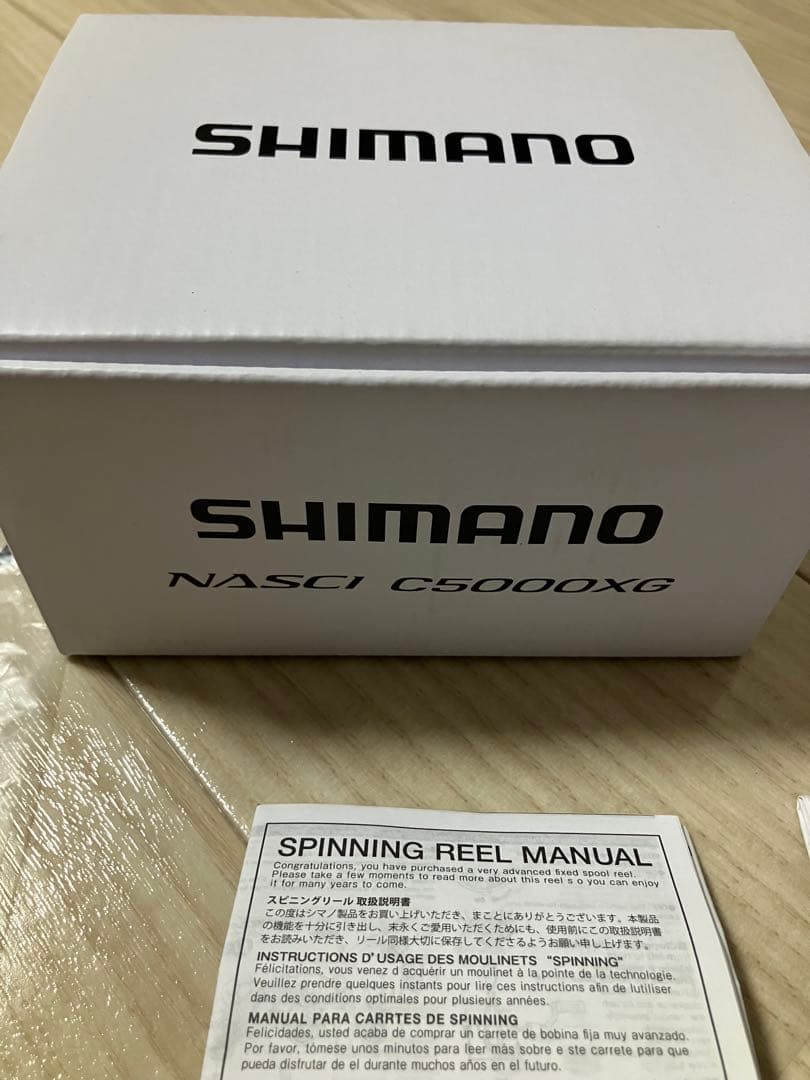 SHIMANO
SHIMANO
NASCI C5000XG
SPINNING REEL MANUAL
Congratulations, you have purchased a very advanced fixed spool reel.
Please take a few moments to read more about this reel s o you can enjoy
it for many years to come.
スピニングリール 取扱説明書
この度はシマノ製品をお買い上げいただき、まことにありがとうございます。本製品
の機能を十分に引き出し、末永くご愛用いただくためにも、使用前にこの取扱説明書
をお読みいただき、リール同様大切に保存してくださるようお願い申し上げます。
INSTRUCTIONS D'USAGE DES MOULINETS "SPINNING"
Félicitations, vous venez d acquérir un moulinet à la pointe de la technologie.
Veuillez prendre quelques instants pour lire ces instructions afin de lutiliser
dans des conditions optimales pour plusieurs années.
MANUAL PARA CARRTES DE SPINNING
Felicidades, usted acaba de comprar un carrete de bobina fija muy avanzado.
Por favor, tómese unos minutos para leer más sobre e ste carrete para que
pueda disfrutar de el durante muchos años en el futuro.